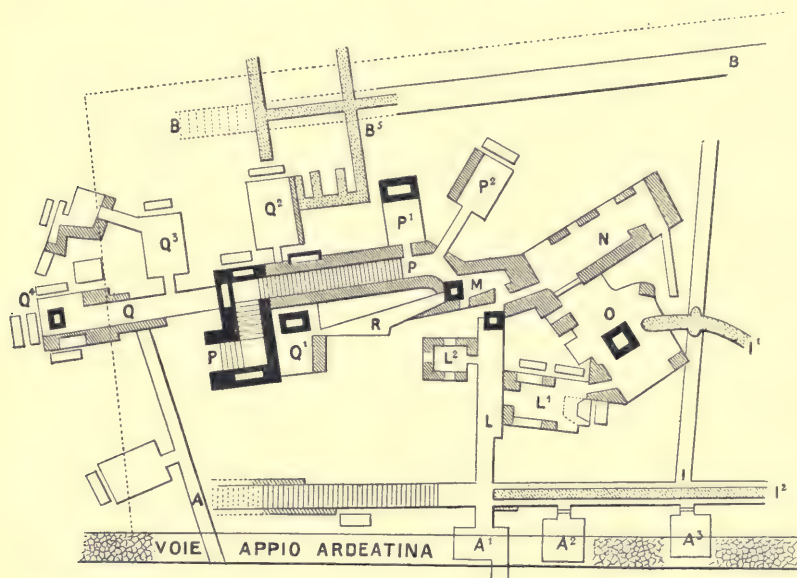 B
B
B⁵
Q²
P¹
P²
N
Q³
P
M
Q⁴
Q
O
R
P
Q¹
L²
L¹
I¹
L
I
I²
A
A¹
A²
A³
VOIE APPIO ARDEATINA